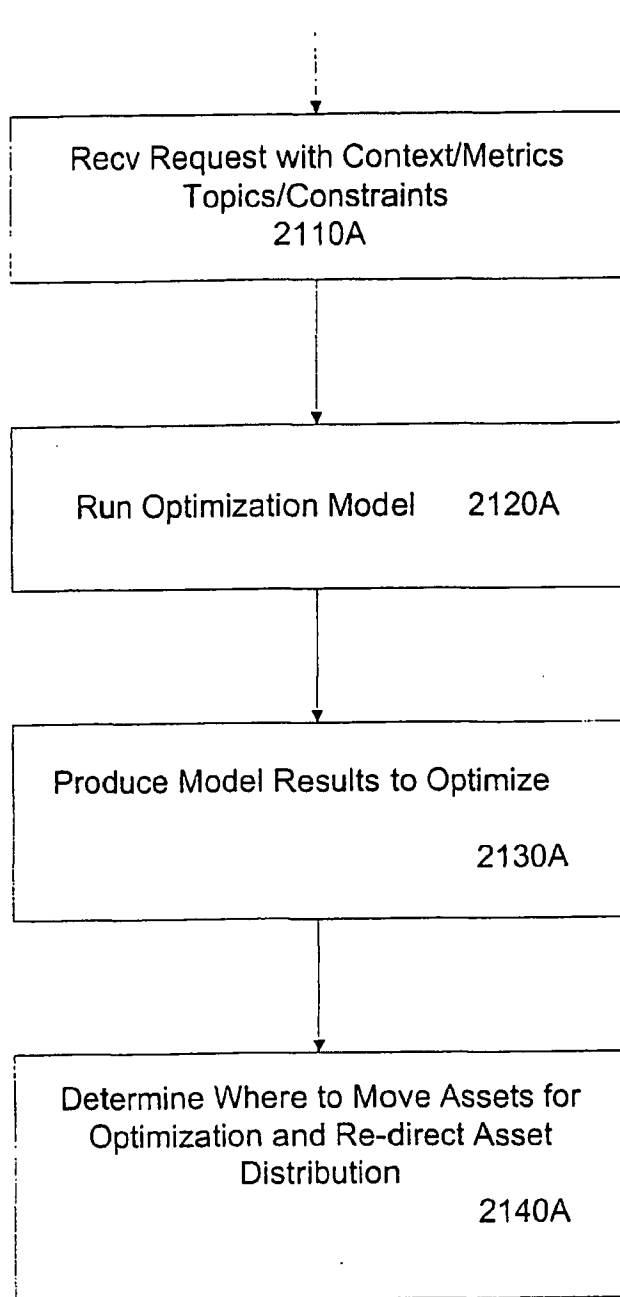 Recv Request with Context/Metrics
Topics/Constraints
2110A
Run Optimization Model 2120A
Produce Model Results to Optimize
2130A
Determine Where to Move Assets for
Optimization and Re-direct Asset
Distribution
2140A